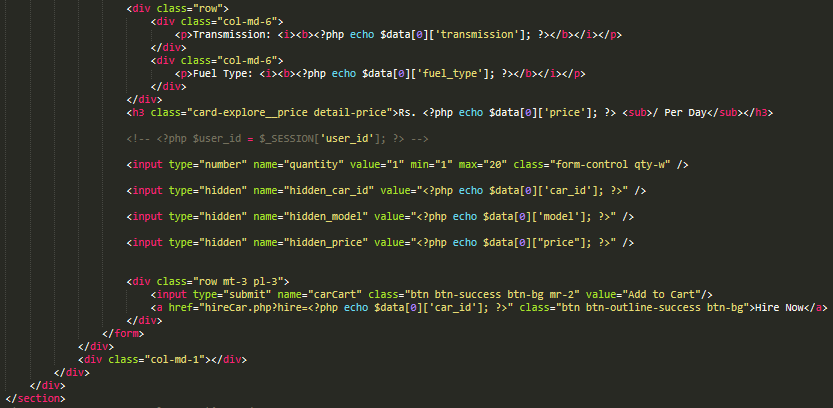 <div class="row">
<div class="col-md-6">
<p>Transmission: <i><b><?php echo $data[0]['transmission']; ?></b></i></p>
</div>
<div class="col-md-6">
<p>Fuel Type: <i><b><?php echo $data[0]['fuel_type']; ?></b></i></p>
</div>
</div>
<h3 class="card-explore__price detail-price">Rs. <?php echo $data[0]['price']; ?> <sub>/ Per Day</sub></h3>
<!-- <?php $user_id = $_SESSION['user_id']; ?> -->
<input type="number" name="quantity" value="1" min="1" max="20" class="form-control qty-w" />
<input type="hidden" name="hidden_car_id" value="<?php echo $data[0]['car_id']; ?>" />
<input type="hidden" name="hidden_model" value="<?php echo $data[0]['model']; ?>" />
<input type="hidden" name="hidden_price" value="<?php echo $data[0]["price"]; ?>" />
<div class="row mt-3 pl-3">
<input type="submit" name="carCart" class="btn btn-success btn-bg mr-2" value="Add to Cart"/>
<a href="hireCar.php?hire=<?php echo $data[0]['car_id']; ?>" class="btn btn-outline-success btn-bg">Hire Now</a>
</div>
</form>
</div>
<div class="col-md-1"></div>
</div>
</div>
</section>